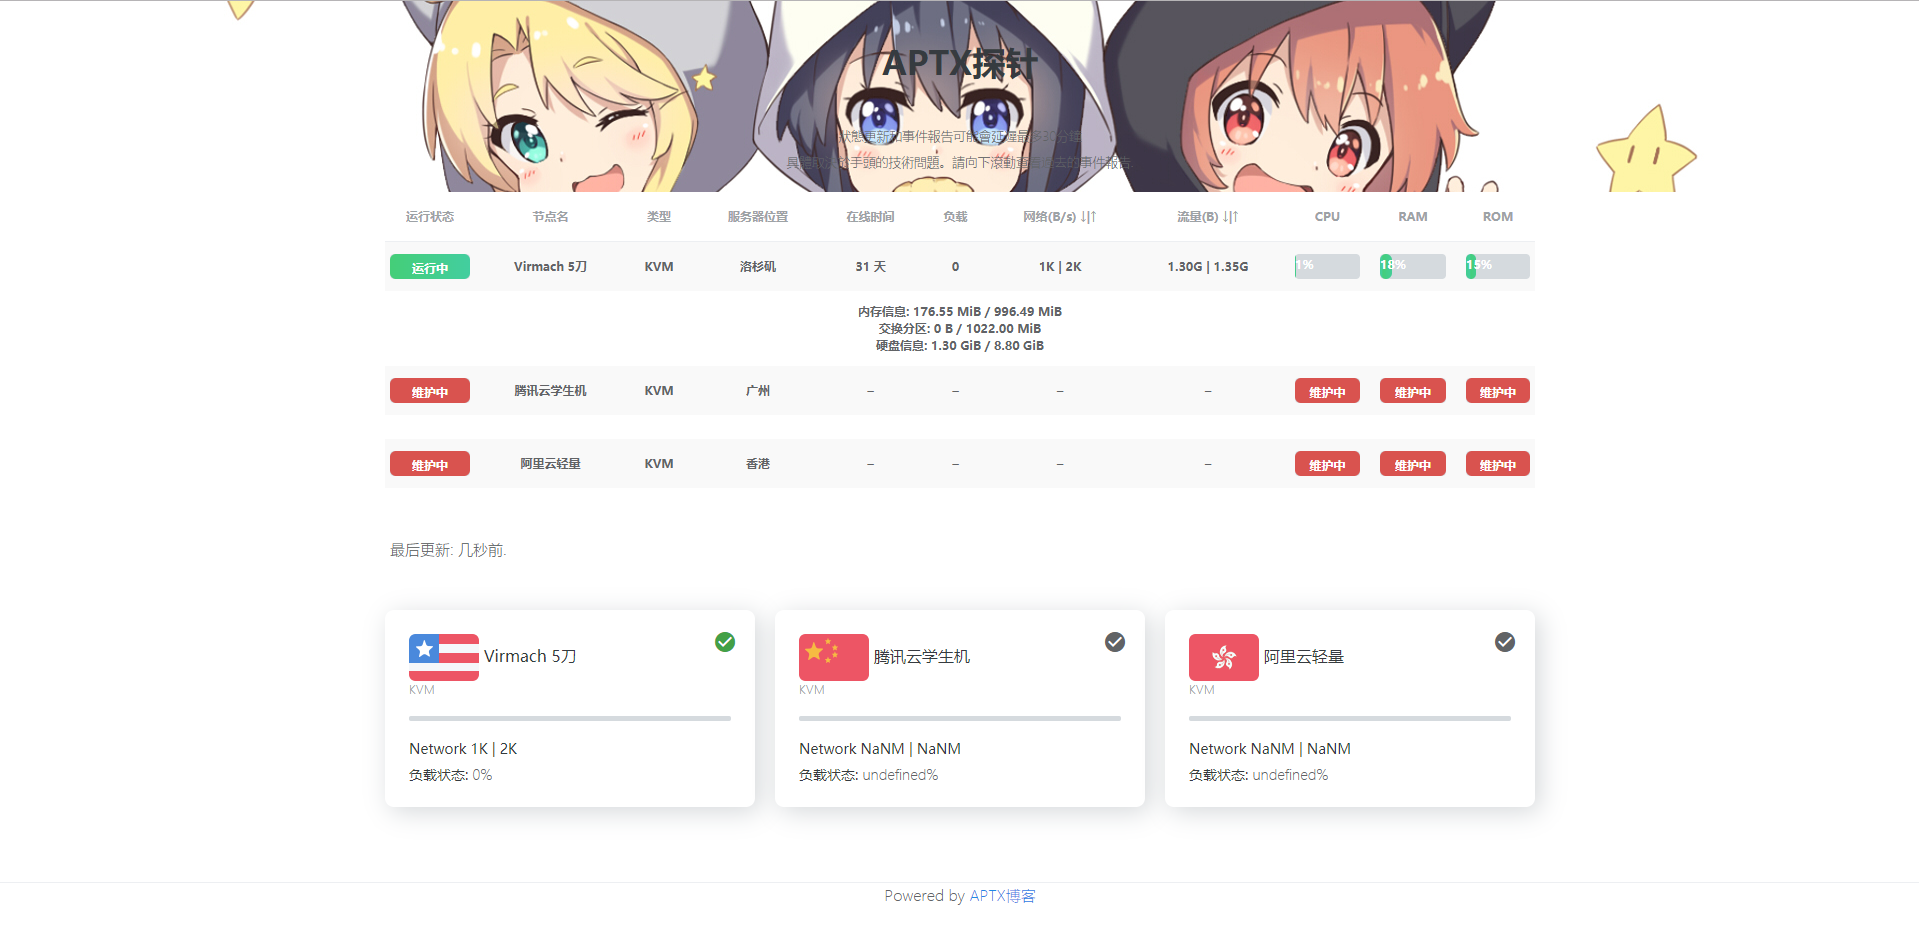 APTX探针
狀態更新和事件報告可能會延遲最多30分鐘
具體取決於手頭的技術問題。請向下滾動查看過去的事件報告.
运行状态 节点名 类型 服务器位置 在线时间 负载 网络(B/s) ↓|↑ 流量(B) ↓|↑ CPU RAM ROM
运行中 Virmach 5刀 KVM 洛杉矶 31 天 0 1K | 2K 1.30G | 1.35G 1% 18% 15%
内存信息: 176.55 MiB / 996.49 MiB
交换分区: 0 B / 1022.00 MiB
硬盘信息: 1.30 GiB / 8.80 GiB
维护中 腾讯云学生机 KVM 广州 – – – – 维护中 维护中 维护中
维护中 阿里云轻量 KVM 香港 – – – – 维护中 维护中 维护中
最后更新: 几秒前.
Virmach 5刀
KVM
Network 1K | 2K
负载状态: 0%
腾讯云学生机
KVM
Network NaNM | NaNM
负载状态: undefined%
阿里云轻量
KVM
Network NaNM | NaNM
负载状态: undefined%
Powered by APTX博客